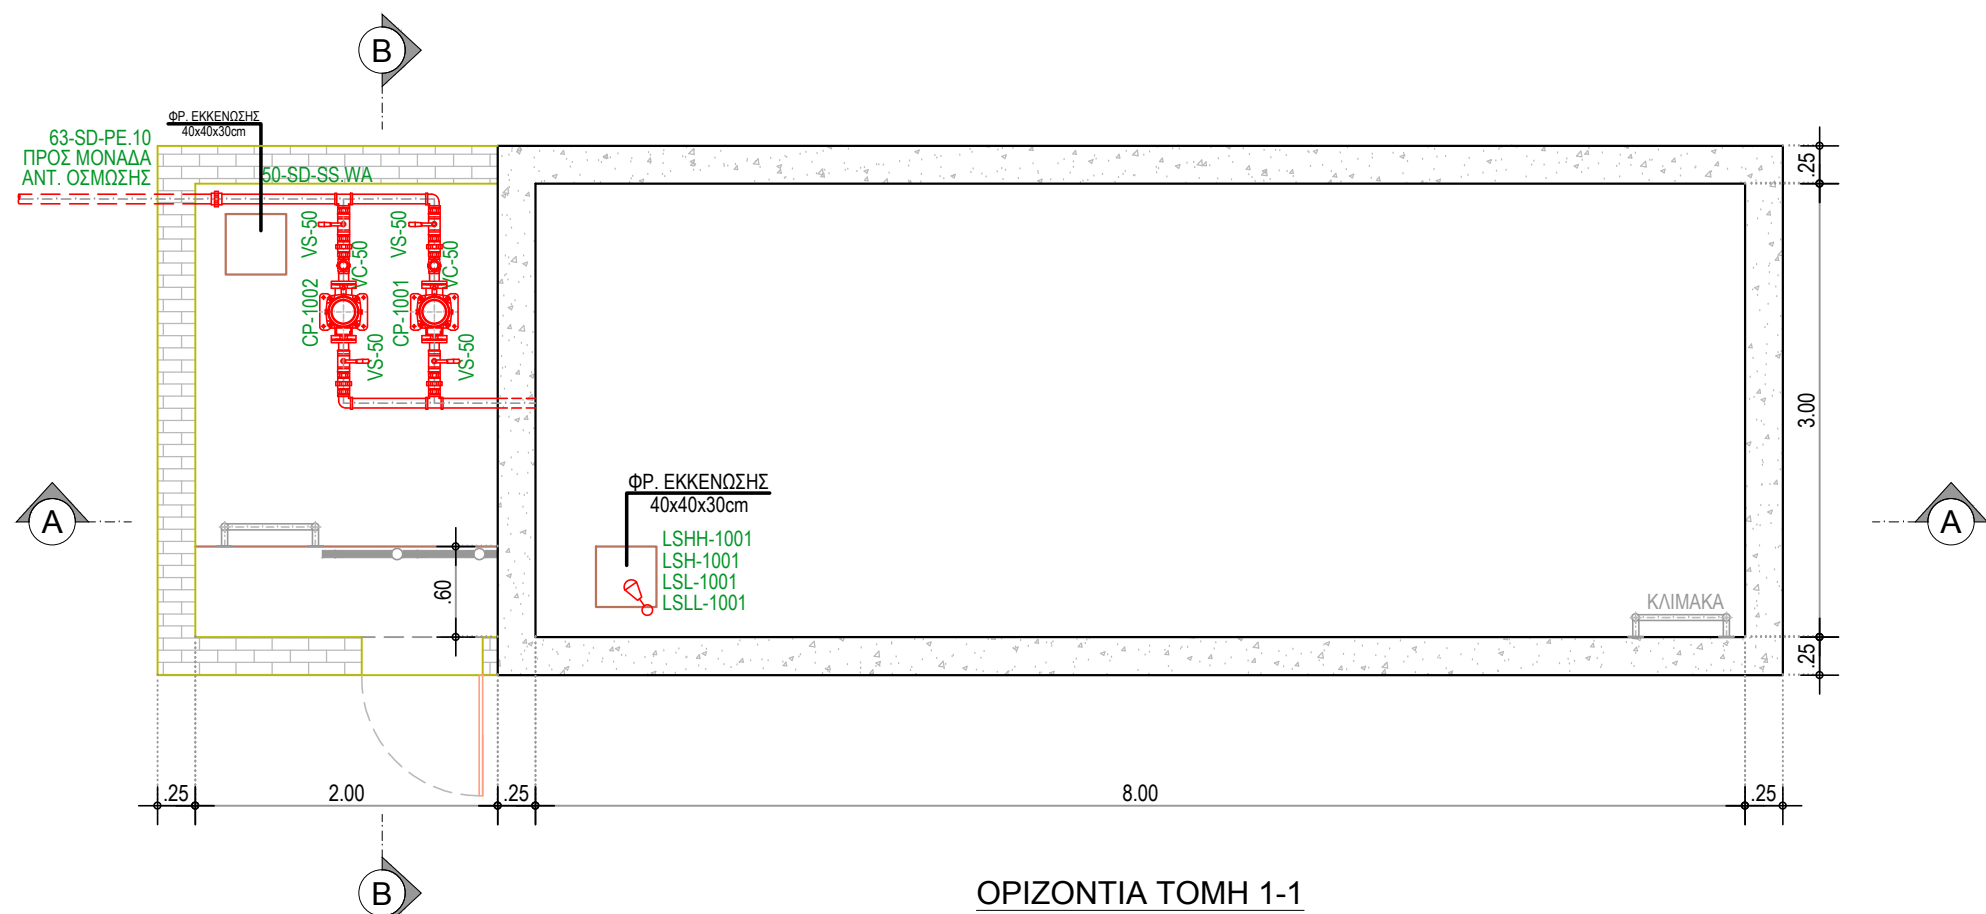 B
ΦΡ. ΕΚΚΕΝΩΣΗΣ
40x40x30cm
63-SD-PE.10
ΠΡΟΣ ΜΟΝΑΔΑ
ΑΝΤ. ΟΣΜΩΣΗΣ
50-SD-SS.WA
VS-50
VS-50
VC-50
VC-50
CP-1002
CP-1001
VS-50
VS-50
.25
3.00
.25
A
A
ΦΡ. ΕΚΚΕΝΩΣΗΣ
40x40x30cm
LSHH-1001
LSH-1001
LSL-1001
LSLL-1001
.60
ΚΛΙΜΑΚΑ
.25
2.00
.25
8.00
.25
B
ΟΡΙΖΟΝΤΙΑ ΤΟΜΗ 1-1